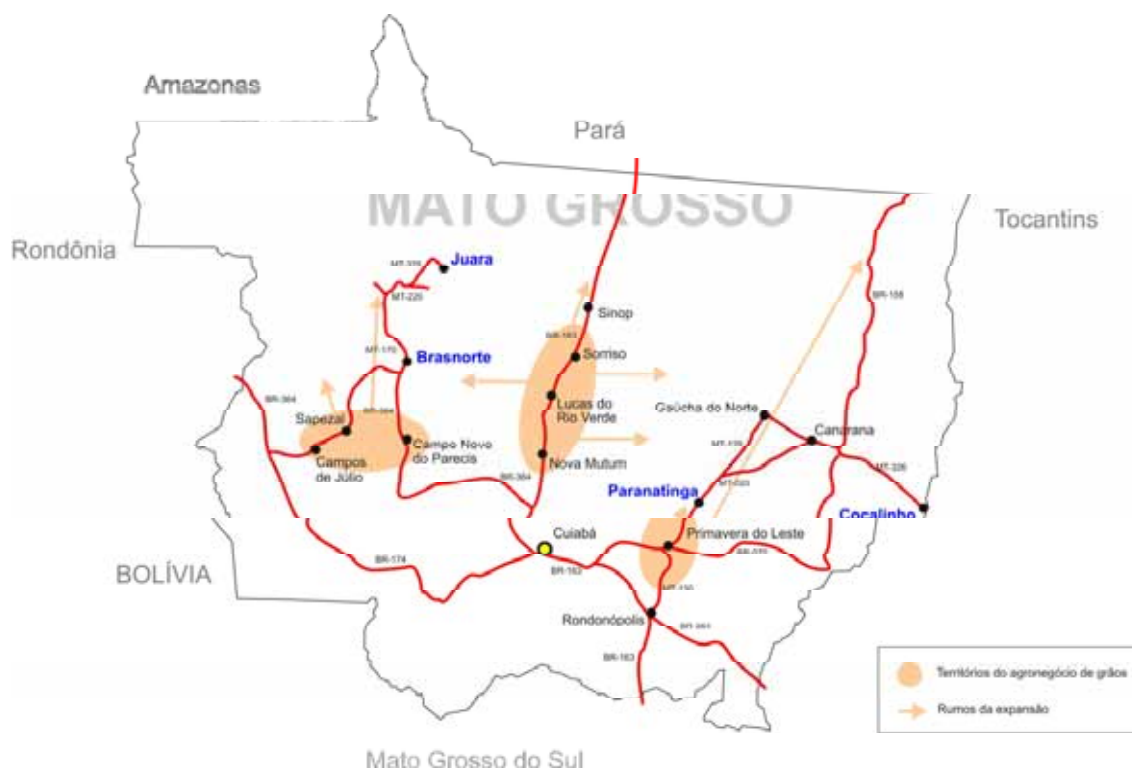 Amazonas
Pará
MATO GROSSO
Tocantins
Rondônia
Juara
MT-220
BR-158
Sinop
Sorriso
MT-170
Brasnorte
BR-364
Lucas do
Rio Verde
Sapezal
Gaúcha do Norte
Canarana
Campo Novo
do Parecis
Campos
de Júlio
Nova Mutum
BR-364
MT-326
Paranatinga
Cocalinho
Cuiabá
Primavera do Leste
BOLÍVIA
BR-174
BR-163
MT-130
Rondonópolis
BR-163
Territórios do agronegócio de grãos
Rumos da expansão
Mato Grosso do Sul